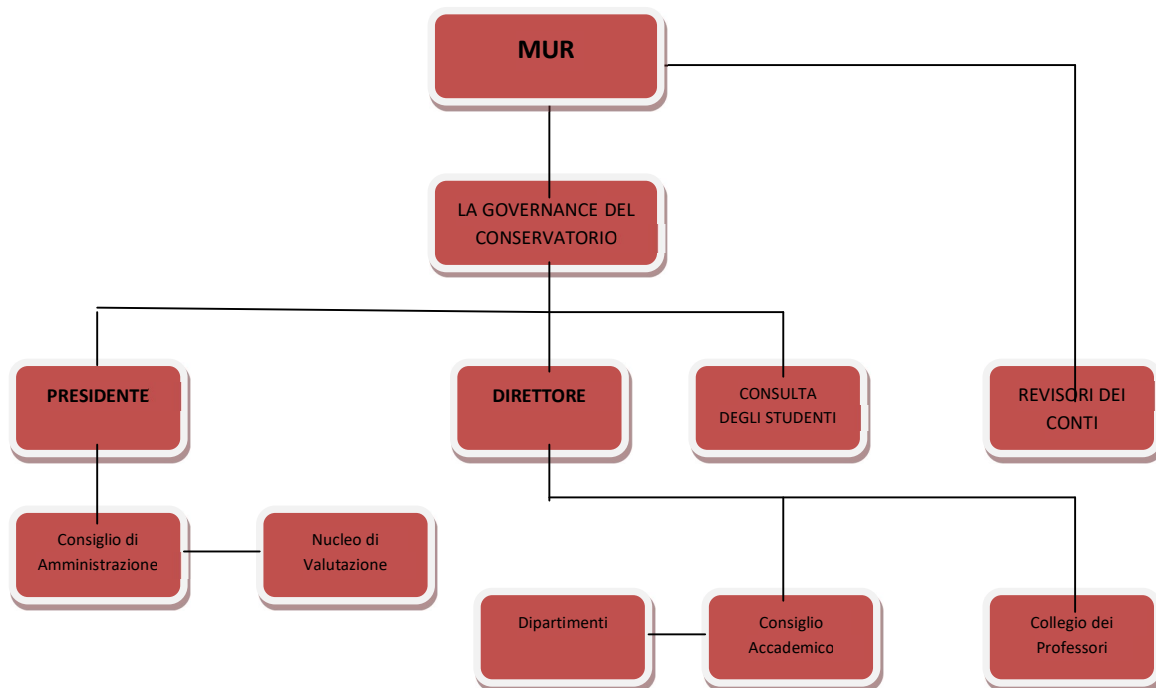 MUR
LA GOVERNANCE DEL
CONSERVATORIO
PRESIDENTE
DIRETTORE
CONSULTA
DEGLI STUDENTI
REVISORI DEI
CONTI
Consiglio di
Amministrazione
Nucleo di
Valutazione
Dipartimenti
Consiglio
Accademico
Collegio dei
Professori